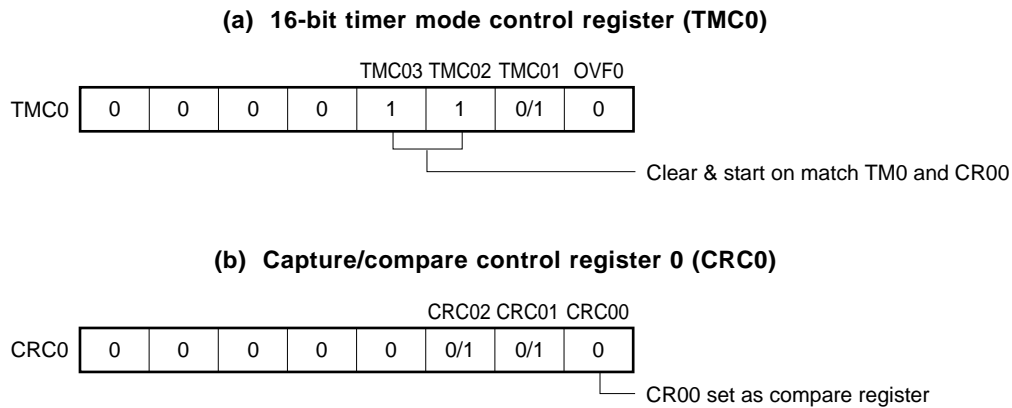 (a) 16-bit timer mode control register (TMC0)
TMC03 TMC02 TMC01 OVF0
TMC0 0 0 0 0 1 1 0/1 0
Clear & start on match TM0 and CR00
(b) Capture/compare control register 0 (CRC0)
CRC02 CRC01 CRC00
CRC0 0 0 0 0 0 0/1 0/1 0
CR00 set as compare register